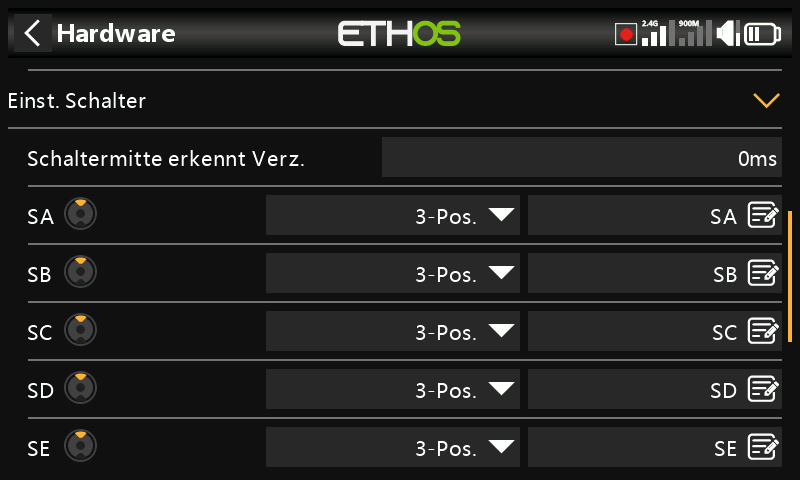 Hardware
ETHOS
2.4G
900M
Einst. Schalter
Schaltermitte erkennt Verz.
0ms
SA 3-Pos. SA
SB 3-Pos. SB
SC 3-Pos. SC
SD 3-Pos. SD
SE 3-Pos. SE